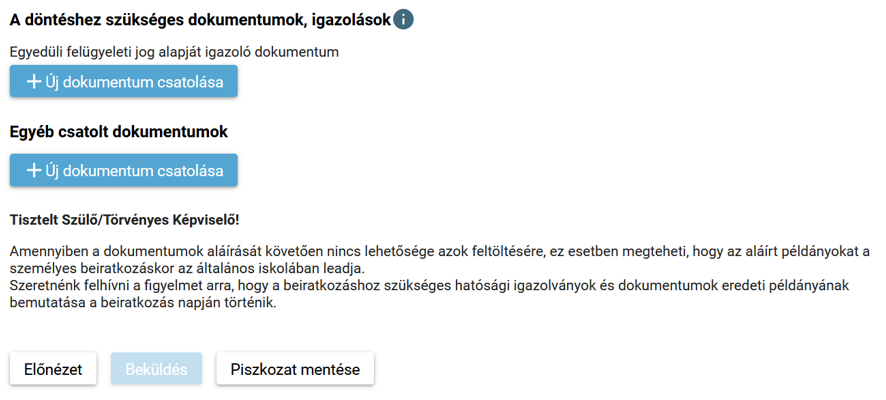 A döntéshez szükséges dokumentumok, igazolások i
Egyedüli felügyeleti jog alapját igazoló dokumentum
+ Új dokumentum csatolása
Egyéb csatolt dokumentumok
+ Új dokumentum csatolása
Tisztelt Szülő/Törvényes Képviselő!
Amennyiben a dokumentumok aláírását követően nincs lehetősége azok feltöltésére, ez esetben megteheti, hogy az aláírt példányokat a
személyes beiratkozáskor az általános iskolában leadja.
Szeretnénk felhívni a figyelmet arra, hogy a beiratkozáshoz szükséges hatósági igazolványok és dokumentumok eredeti példányának
bemutatása a beiratkozás napján történik.
Előnézet Beküldés Piszkozat mentése